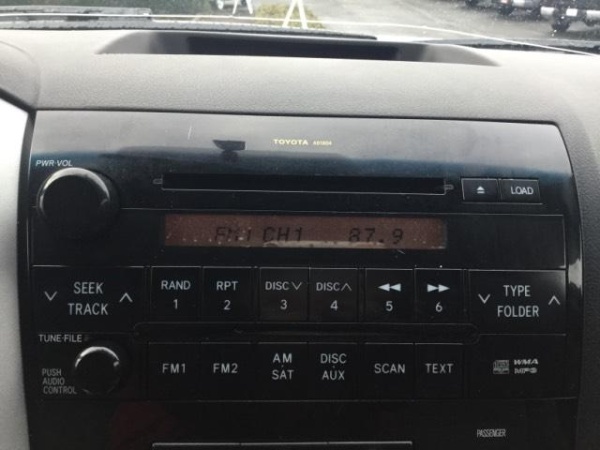 TOYOTA
PWR·VOL
LOAD
FM1 CH1 87.9
SEEK TRACK
RAND 1
RPT 2
DISC 3
DISC 4
5
6
TYPE FOLDER
TUNE·FILE
PUSH AUDIO CONTROL
FM1
FM2
AM SAT
DISC AUX
SCAN
TEXT
WMA
MP3
PASSENGER